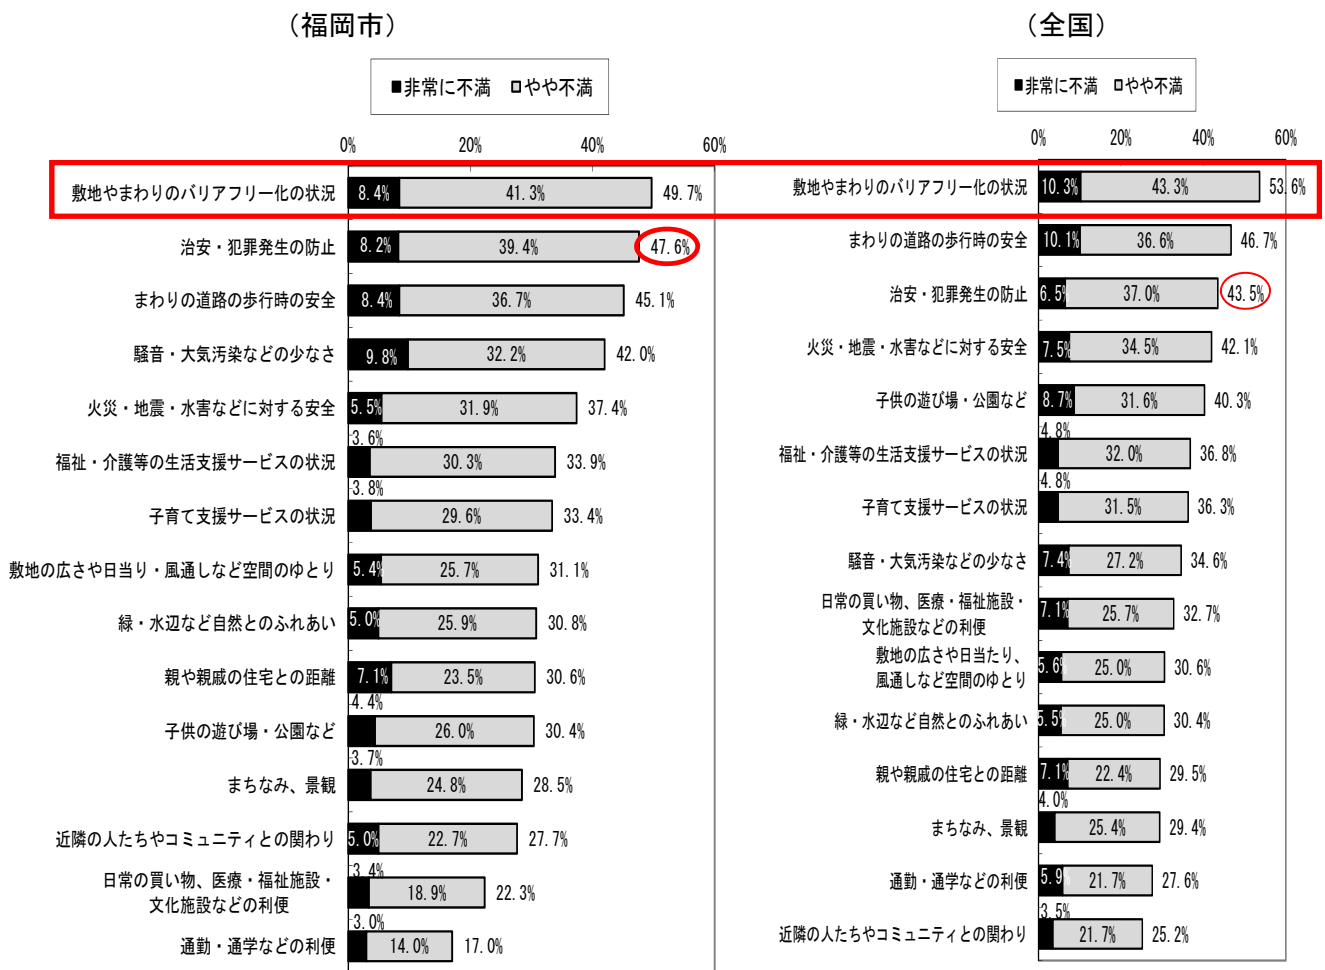 (福岡市)
■非常に不満 □やや不満
0% 20% 40% 60%
敷地やまわりのバリアフリー化の状況 8.4% 41.3% 49.7%
治安・犯罪発生の防止 8.2% 39.4% 47.6%
まわりの道路の歩行時の安全 8.4% 36.7% 45.1%
騒音・大気汚染などの少なさ 9.8% 32.2% 42.0%
火災・地震・水害などに対する安全 5.5% 31.9% 37.4%
3.6%
福祉・介護等の生活支援サービスの状況 30.3% 33.9%
3.8%
子育て支援サービスの状況 29.6% 33.4%
敷地の広さや日当り・風通しなど空間のゆとり 5.4% 25.7% 31.1%
緑・水辺など自然とのふれあい 5.0% 25.9% 30.8%
親や親戚の住宅との距離 7.1% 23.5% 30.6%
4.4%
子供の遊び場・公園など 26.0% 30.4%
3.7%
まちなみ、景観 24.8% 28.5%
近隣の人たちやコミュニティとの関わり 5.0% 22.7% 27.7%
3.4%
日常の買い物、医療・福祉施設・
文化施設などの利便 18.9% 22.3%
3.0%
通勤・通学などの利便 14.0% 17.0%
(全国)
■非常に不満 □やや不満
0% 20% 40% 60%
敷地やまわりのバリアフリー化の状況 10.3% 43.3% 53.6%
まわりの道路の歩行時の安全 10.1% 36.6% 46.7%
治安・犯罪発生の防止 6.5% 37.0% 43.5%
火災・地震・水害などに対する安全 7.5% 34.5% 42.1%
子供の遊び場・公園など 8.7% 31.6% 40.3%
4.8%
福祉・介護等の生活支援サービスの状況 32.0% 36.8%
4.8%
子育て支援サービスの状況 31.5% 36.3%
騒音・大気汚染などの少なさ 7.4% 27.2% 34.6%
日常の買い物、医療・福祉施設・
文化施設などの利便 7.1% 25.7% 32.7%
敷地の広さや日当たり、
風通しなど空間のゆとり 5.6% 25.0% 30.6%
緑・水辺など自然とのふれあい 5.5% 25.0% 30.4%
親や親戚の住宅との距離 7.1% 22.4% 29.5%
4.0%
まちなみ、景観 25.4% 29.4%
通勤・通学などの利便 5.9% 21.7% 27.6%
3.5%
近隣の人たちやコミュニティとの関わり 21.7% 25.2%